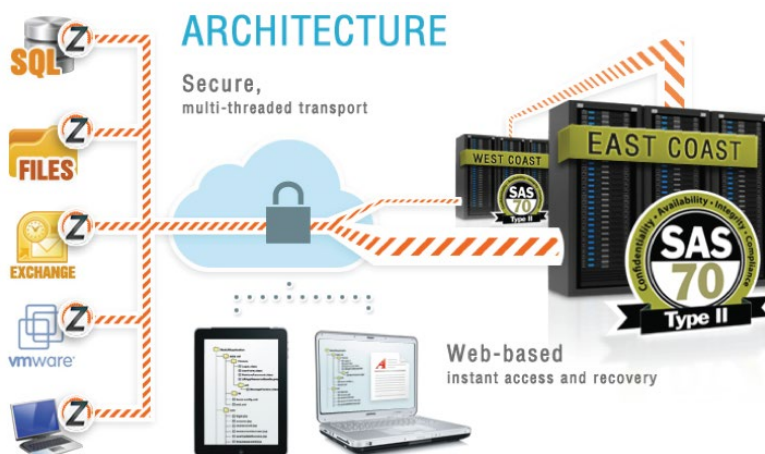 ARCHITECTURE
Secure,
multi-threaded transport
Z
SQL
Z
FILES
Z
EXCHANGE
Z
vmware
Z
WEST COAST
SAS
70
Type II
EAST COAST
Confidentiality • Availability • Integrity • Compliance
SAS
70
Type II
Web-based
instant access and recovery